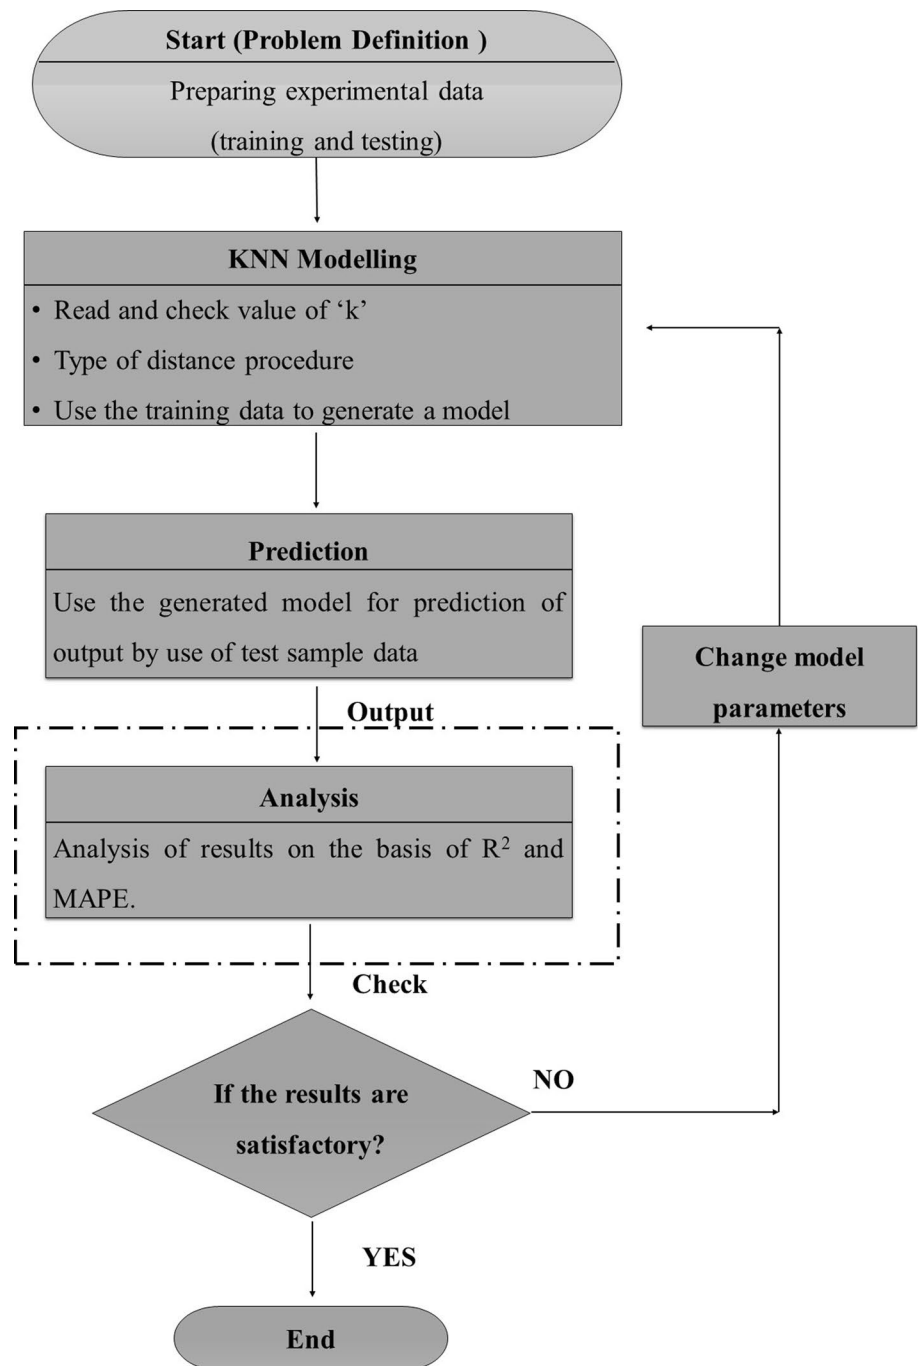 Start (Problem Definition )
Preparing experimental data
(training and testing)
KNN Modelling
• Read and check value of ‘k’
• Type of distance procedure
• Use the training data to generate a model
Prediction
Use the generated model for prediction of
output by use of test sample data
Change model
parameters
Output
Analysis
Analysis of results on the basis of R² and
MAPE.
Check
If the results are
satisfactory?
NO
YES
End